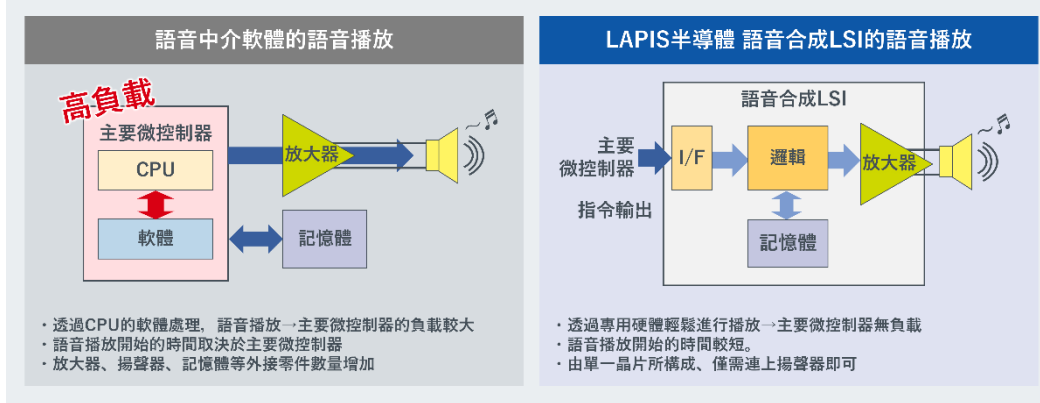 語音中介軟體的語音播放
高負載
主要微控制器
CPU
軟體
放大器
記憶體
・透過CPU的軟體處理，語音播放→主要微控制器的負載較大
・語音播放開始的時間取決於主要微控制器
・放大器、揚聲器、記憶體等外接零件數量增加
LAPIS半導體 語音合成LSI的語音播放
語音合成LSI
主要
微控制器
指令輸出
I/F
邏輯
放大器
記憶體
・透過專用硬體輕鬆進行播放→主要微控制器無負載
・語音播放開始的時間較短。
・由單一晶片所構成、僅需連上揚聲器即可